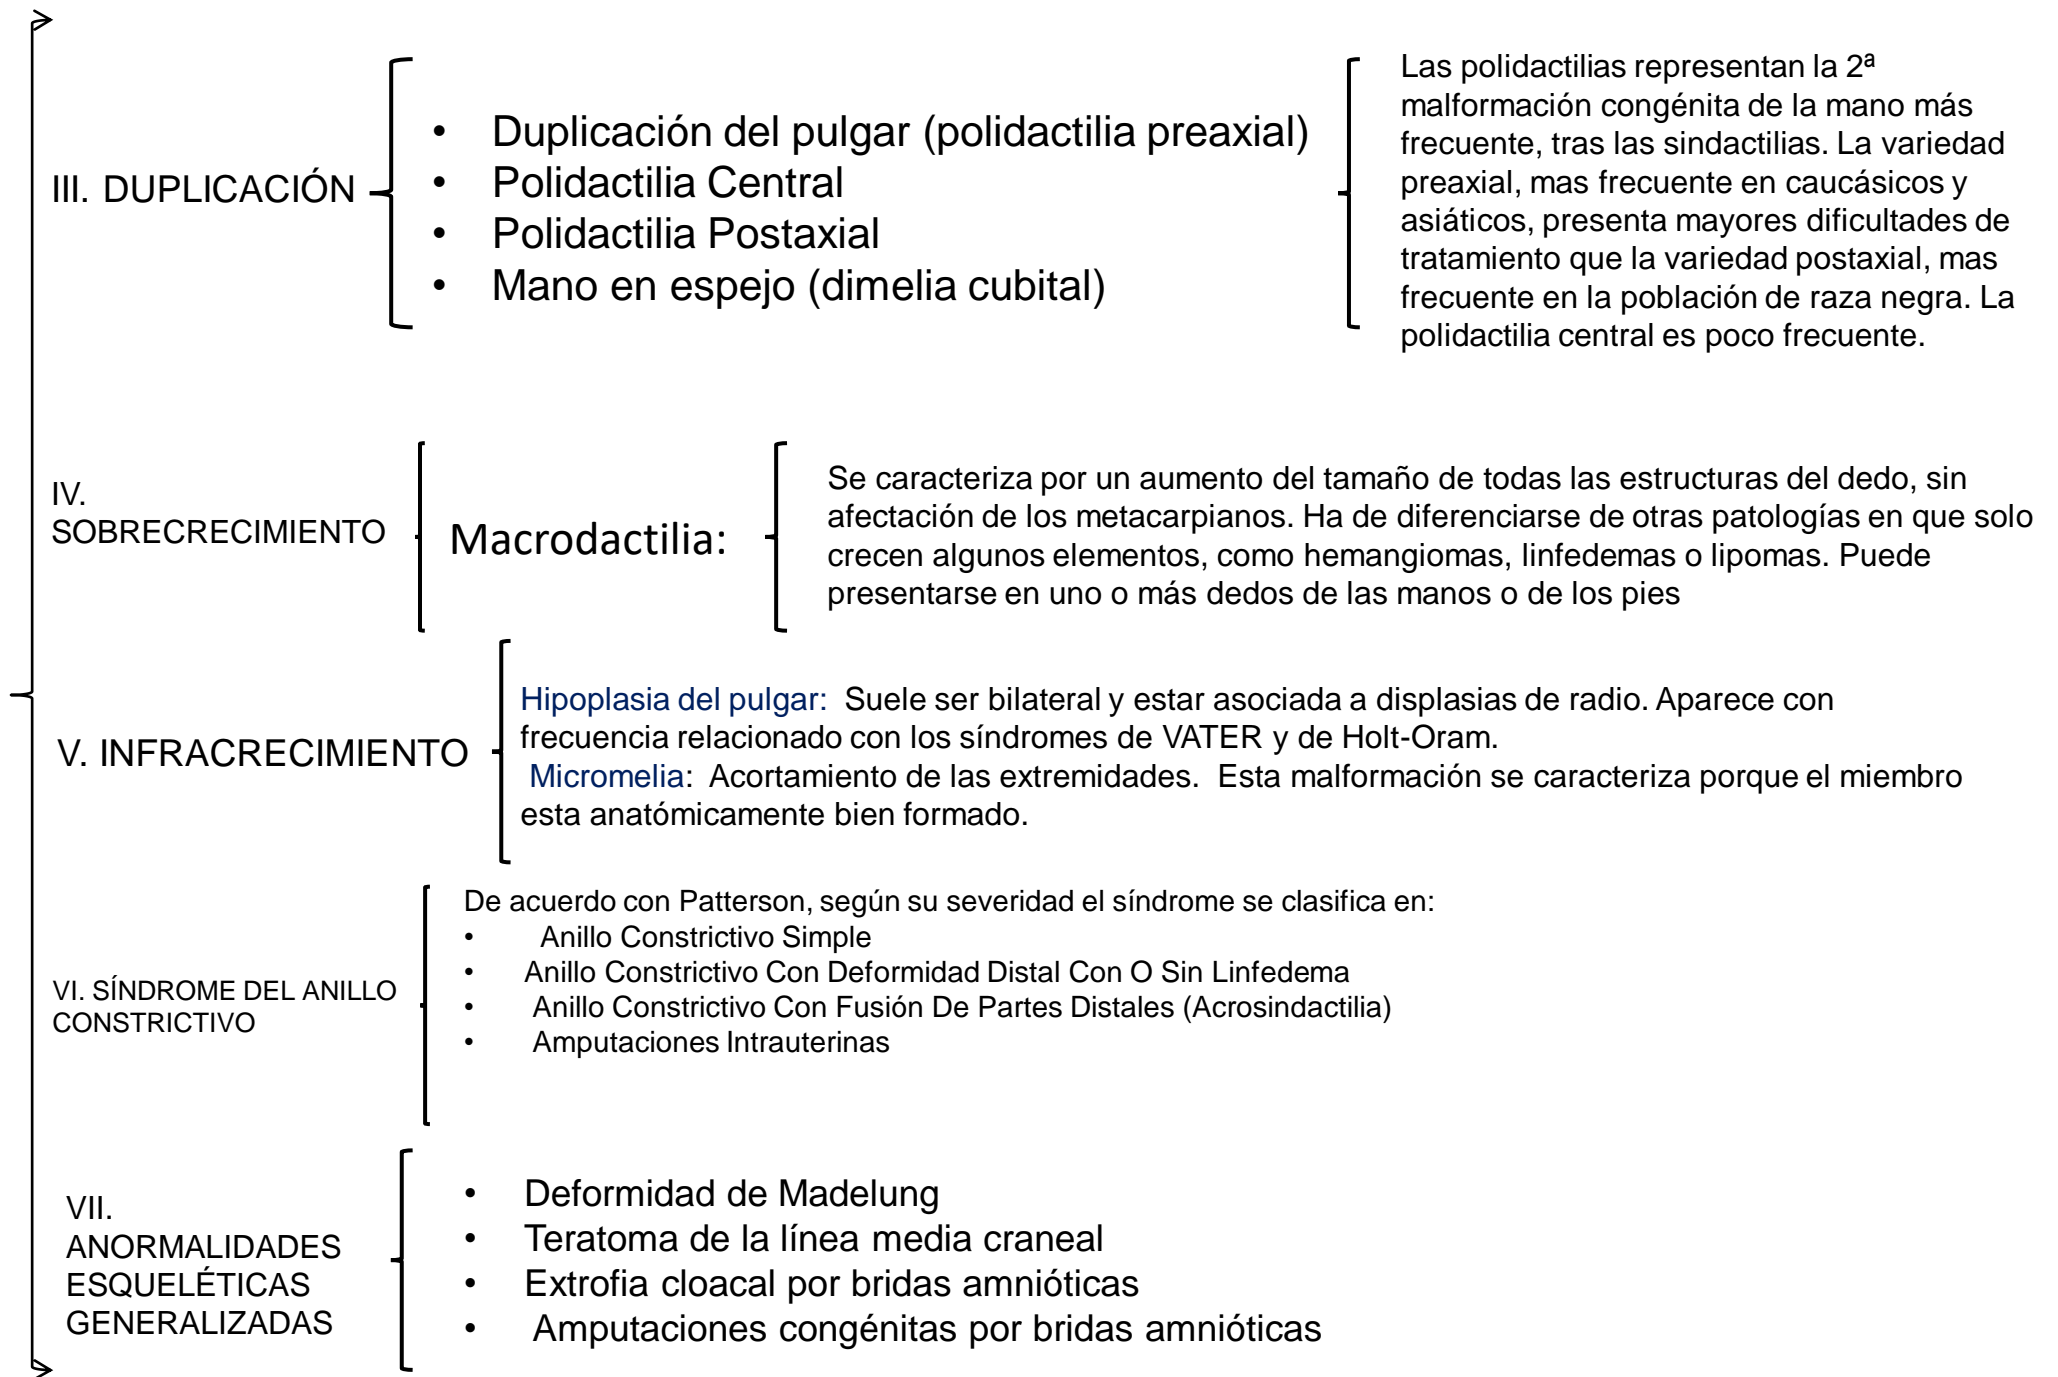 III. DUPLICACIÓN
• Duplicación del pulgar (polidactilia preaxial)
• Polidactilia Central
• Polidactilia Postaxial
• Mano en espejo (dimelia cubital)
Las polidactilias representan la 2ª
malformación congénita de la mano más
frecuente, tras las sindactilias. La variedad
preaxial, mas frecuente en caucásicos y
asiáticos, presenta mayores dificultades de
tratamiento que la variedad postaxial, mas
frecuente en la población de raza negra. La
polidactilia central es poco frecuente.
IV.
SOBRECRECIMIENTO
Macrodactilia:
Se caracteriza por un aumento del tamaño de todas las estructuras del dedo, sin
afectación de los metacarpianos. Ha de diferenciarse de otras patologías en que solo
crecen algunos elementos, como hemangiomas, linfedemas o lipomas. Puede
presentarse en uno o más dedos de las manos o de los pies
V. INFRACRECIMIENTO
Hipoplasia del pulgar: Suele ser bilateral y estar asociada a displasias de radio. Aparece con
frecuencia relacionado con los síndromes de VATER y de Holt-Oram.
Micromelia: Acortamiento de las extremidades. Esta malformación se caracteriza porque el miembro
esta anatómicamente bien formado.
VI. SÍNDROME DEL ANILLO
CONSTRICTIVO
De acuerdo con Patterson, según su severidad el síndrome se clasifica en:
• Anillo Constrictivo Simple
• Anillo Constrictivo Con Deformidad Distal Con O Sin Linfedema
• Anillo Constrictivo Con Fusión De Partes Distales (Acrosindactilia)
• Amputaciones Intrauterinas
VII.
ANORMALIDADES
ESQUELÉTICAS
GENERALIZADAS
• Deformidad de Madelung
• Teratoma de la línea media craneal
• Extrofia cloacal por bridas amnióticas
• Amputaciones congénitas por bridas amnióticas